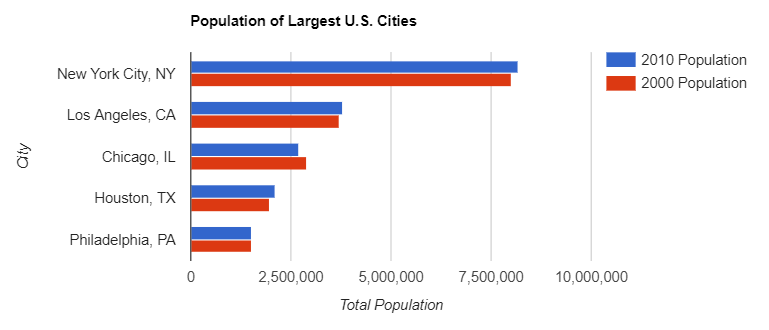 Population of Largest U.S. Cities
2010 Population
2000 Population
New York City, NY
Los Angeles, CA
Chicago, IL
Houston, TX
Philadelphia, PA
City
0 2,500,000 5,000,000 7,500,000 10,000,000
Total Population